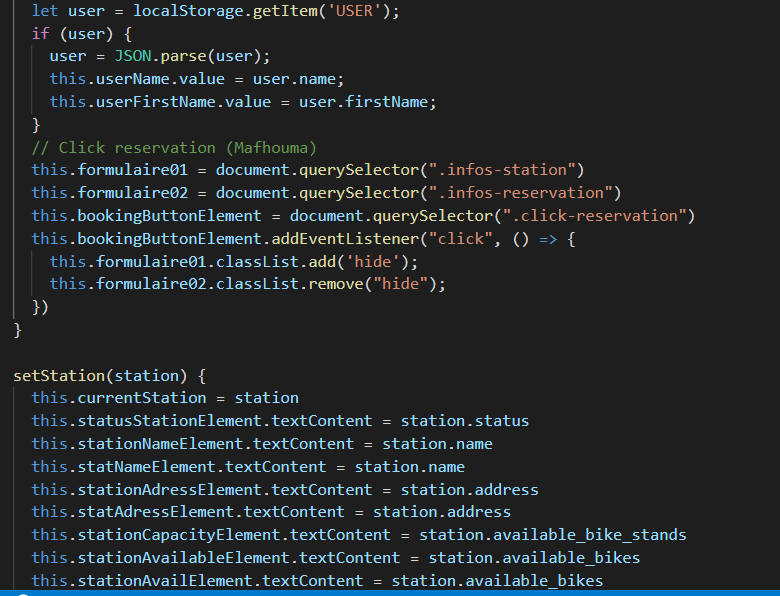 let user = localStorage.getItem('USER');
if (user) {
user = JSON.parse(user);
this.userName.value = user.name;
this.userFirstName.value = user.firstName;
}
// Click reservation (Mafhouma)
this.formulaire01 = document.querySelector(".infos-station")
this.formulaire02 = document.querySelector(".infos-reservation")
this.bookingButtonElement = document.querySelector(".click-reservation")
this.bookingButtonElement.addEventListener("click", () => {
this.formulaire01.classList.add('hide');
this.formulaire02.classList.remove("hide");
})
}
setStation(station) {
this.currentStation = station
this.statusStationElement.textContent = station.status
this.stationNameElement.textContent = station.name
this.statNameElement.textContent = station.name
this.stationAdressElement.textContent = station.address
this.statAdressElement.textContent = station.address
this.stationCapacityElement.textContent = station.available_bike_stands
this.stationAvailableElement.textContent = station.available_bikes
this.stationAvailElement.textContent = station.available_bikes